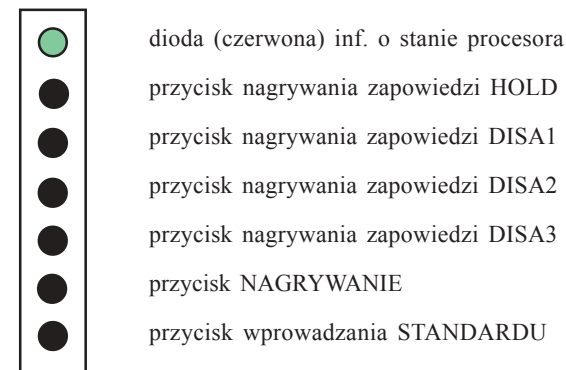 dioda (czerwona) inf. o stanie procesora
przycisk nagrywania zapowiedzi HOLD
przycisk nagrywania zapowiedzi DISA1
przycisk nagrywania zapowiedzi DISA2
przycisk nagrywania zapowiedzi DISA3
przycisk NAGRYWANIE
przycisk wprowadzania STANDARDU